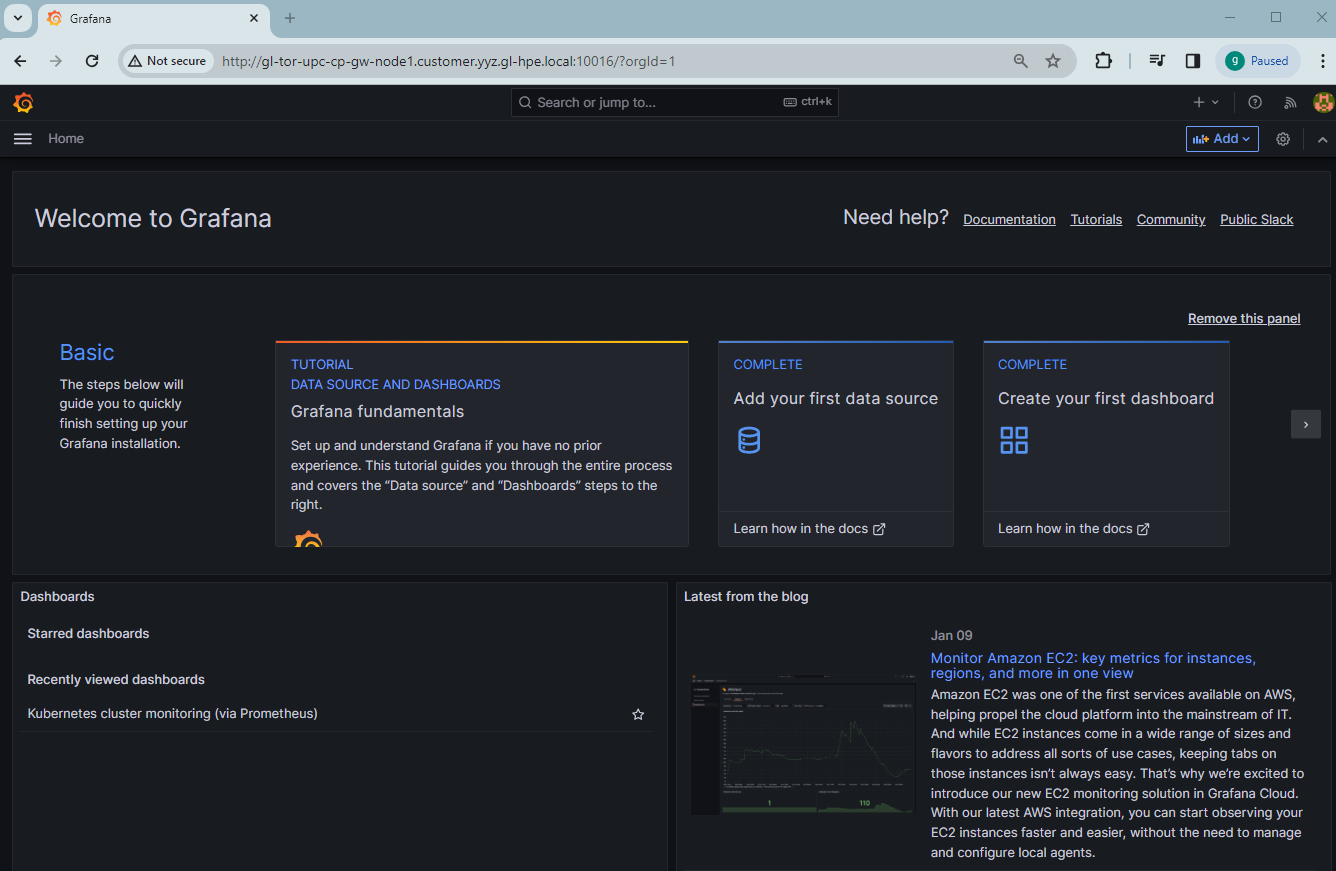 Grafana
Not secure
http://gl-tor-upc-cp-gw-node1.customer.yyz.gl-hpe.local:10016/?orgId=1
g
Paused
Search or jump to...
ctrl+k
Home
Add
Welcome to Grafana
Need help?
Documentation
Tutorials
Community
Public Slack
Remove this panel
Basic
The steps below will
guide you to quickly
finish setting up your
Grafana installation.
TUTORIAL
DATA SOURCE AND DASHBOARDS
Grafana fundamentals
Set up and understand Grafana if you have no prior
experience. This tutorial guides you through the entire process
and covers the “Data source” and “Dashboards” steps to the
right.
COMPLETE
Add your first data source
Learn how in the docs
COMPLETE
Create your first dashboard
Learn how in the docs
Dashboards
Starred dashboards
Recently viewed dashboards
Kubernetes cluster monitoring (via Prometheus)
Latest from the blog
1
110
Jan 09
Monitor Amazon EC2: key metrics for instances,
regions, and more in one view
Amazon EC2 was one of the first services available on AWS,
helping propel the cloud platform into the mainstream of IT.
And while EC2 instances come in a wide range of sizes and
flavors to address all sorts of use cases, keeping tabs on
those instances isn’t always easy. That’s why we’re excited to
introduce our new EC2 monitoring solution in Grafana Cloud.
With our latest AWS integration, you can start observing your
EC2 instances faster and easier, without the need to manage
and configure local agents.